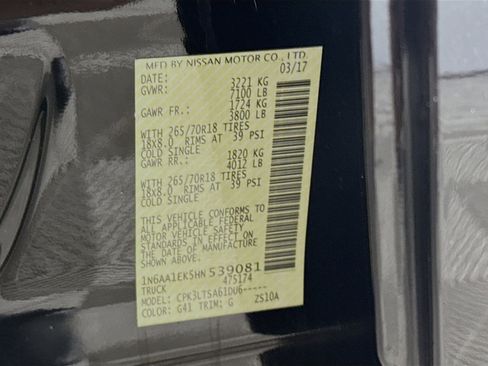 MFD BY NISSAN MOTOR CO., LTD.
DATE: 03/17
GVWR: 3221 KG
7100 LB
GAWR FR.: 1724 KG
3800 LB
WITH 265/70R18 TIRES
18X8.0 RIMS AT 39 PSI
COLD SINGLE
GAWR RR.: 1820 KG
4012 LB
WITH 265/70R18 TIRES
18X8.0 RIMS AT 39 PSI
COLD SINGLE
THIS VEHICLE CONFORMS TO
ALL APPLICABLE FEDERAL
MOTOR VEHICLE SAFETY
STANDARDS IN EFFECT ON
THE DATE OF MANUFACTURE
SHOWN ABOVE.
1N6AA1EK5HN 539081
TRUCK 475174
MODEL: CPK3LTSA61DU6-----
COLOR: G41 TRIM: G ZS10A